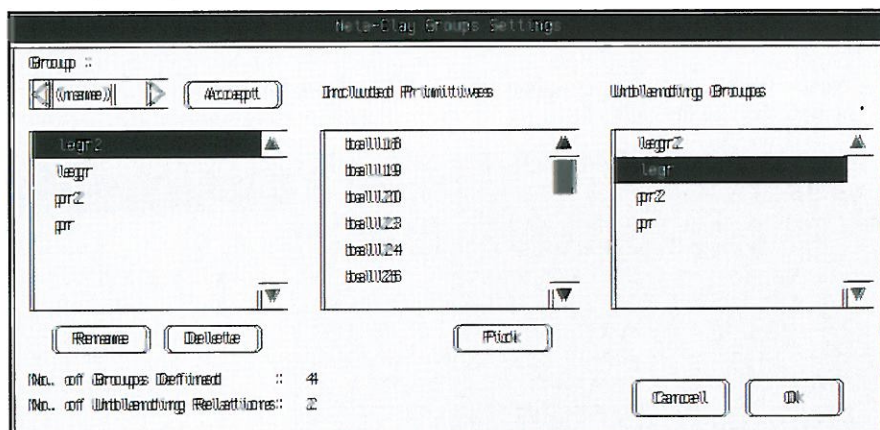 Meta-Clay Groups Settings
Group :
(name)
Accept
Included Primitives
Unblending Groups
legr2
legr
pr2
pr
ball18
ball19
ball20
ball23
ball24
ball26
legr2
legr
pr2
pr
Rename
Delete
Pick
No. of Groups Defined : 4
No. of Unblending Relations: 2
Cancel
Ok